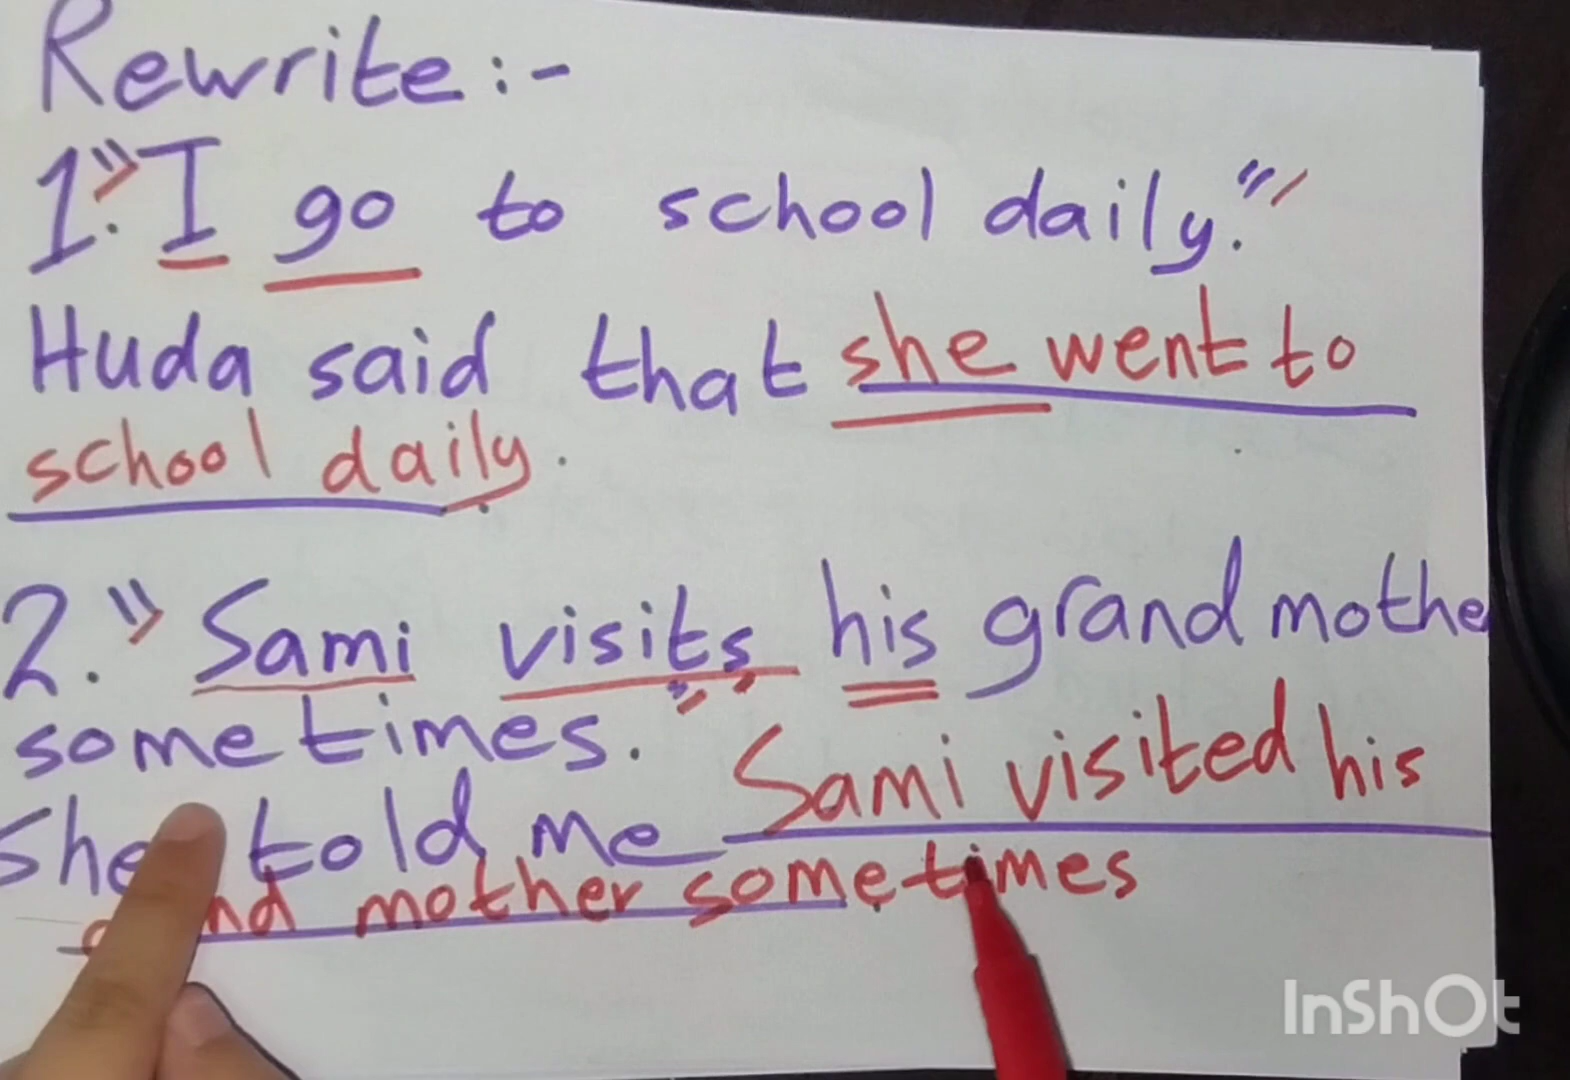 Rewrite:-
1. "I go to school daily."
Huda said that she went to
school daily.
2. "Sami visits his grandmothe
sometimes."
She told me Sami visited his
mother sometimes
InShOt